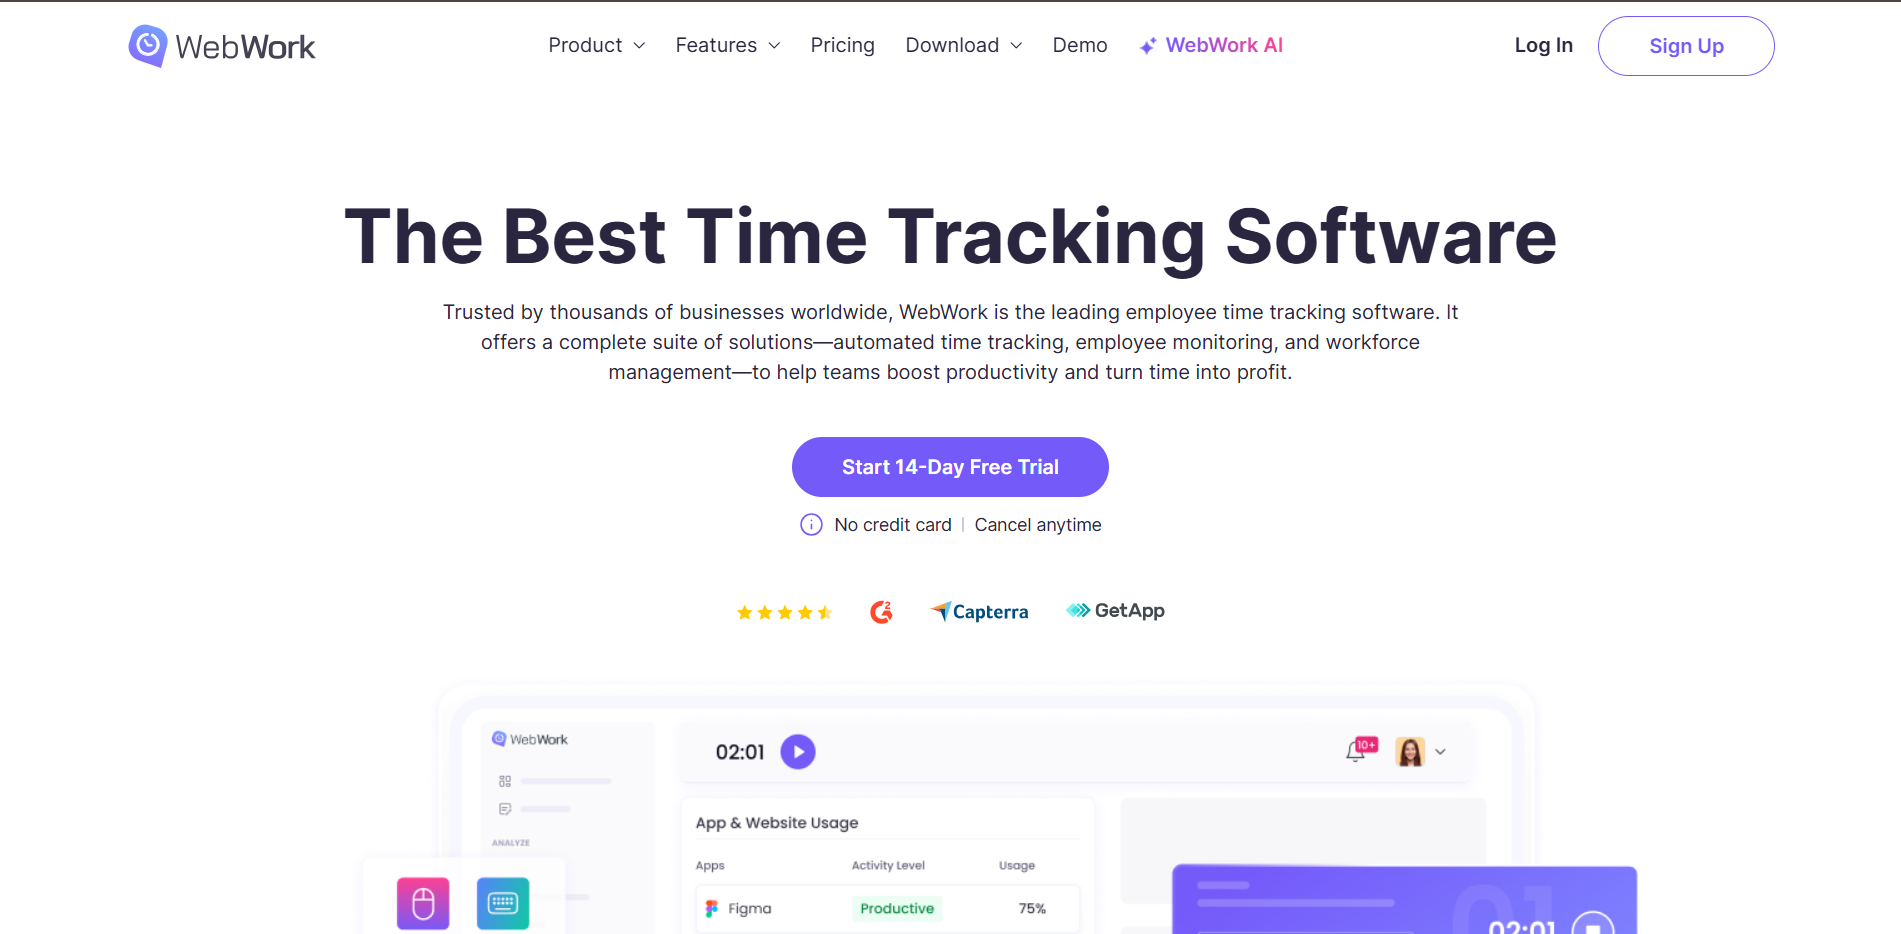 WebWork
Product
Features
Pricing
Download
Demo
WebWork AI
Log In
Sign Up
The Best Time Tracking Software
Trusted by thousands of businesses worldwide, WebWork is the leading employee time tracking software. It
offers a complete suite of solutions—automated time tracking, employee monitoring, and workforce
management—to help teams boost productivity and turn time into profit.
Start 14-Day Free Trial
No credit card | Cancel anytime
G2
Capterra
GetApp
WebWork
02:01
10+
ANALYZE
App & Website Usage
Apps Activity Level Usage
Figma Productive 75%
01
02:01